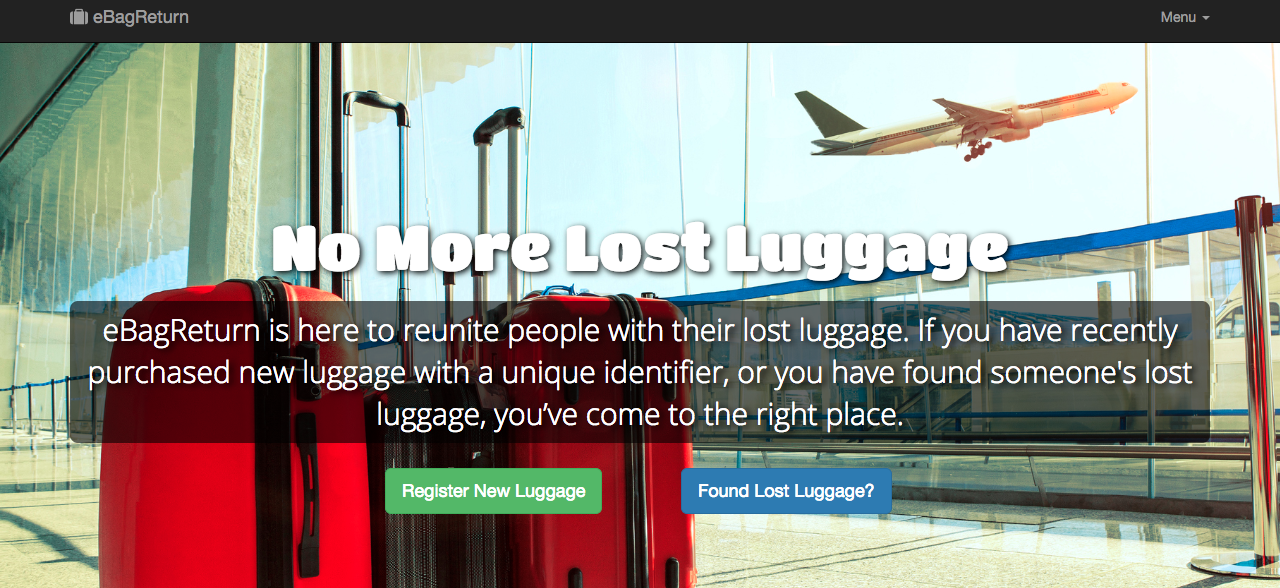 eBagReturn
Menu
No More Lost Luggage
eBagReturn is here to reunite people with their lost luggage. If you have recently
purchased new luggage with a unique identifier, or you have found someone's lost
luggage, you’ve come to the right place.
Register New Luggage
Found Lost Luggage?